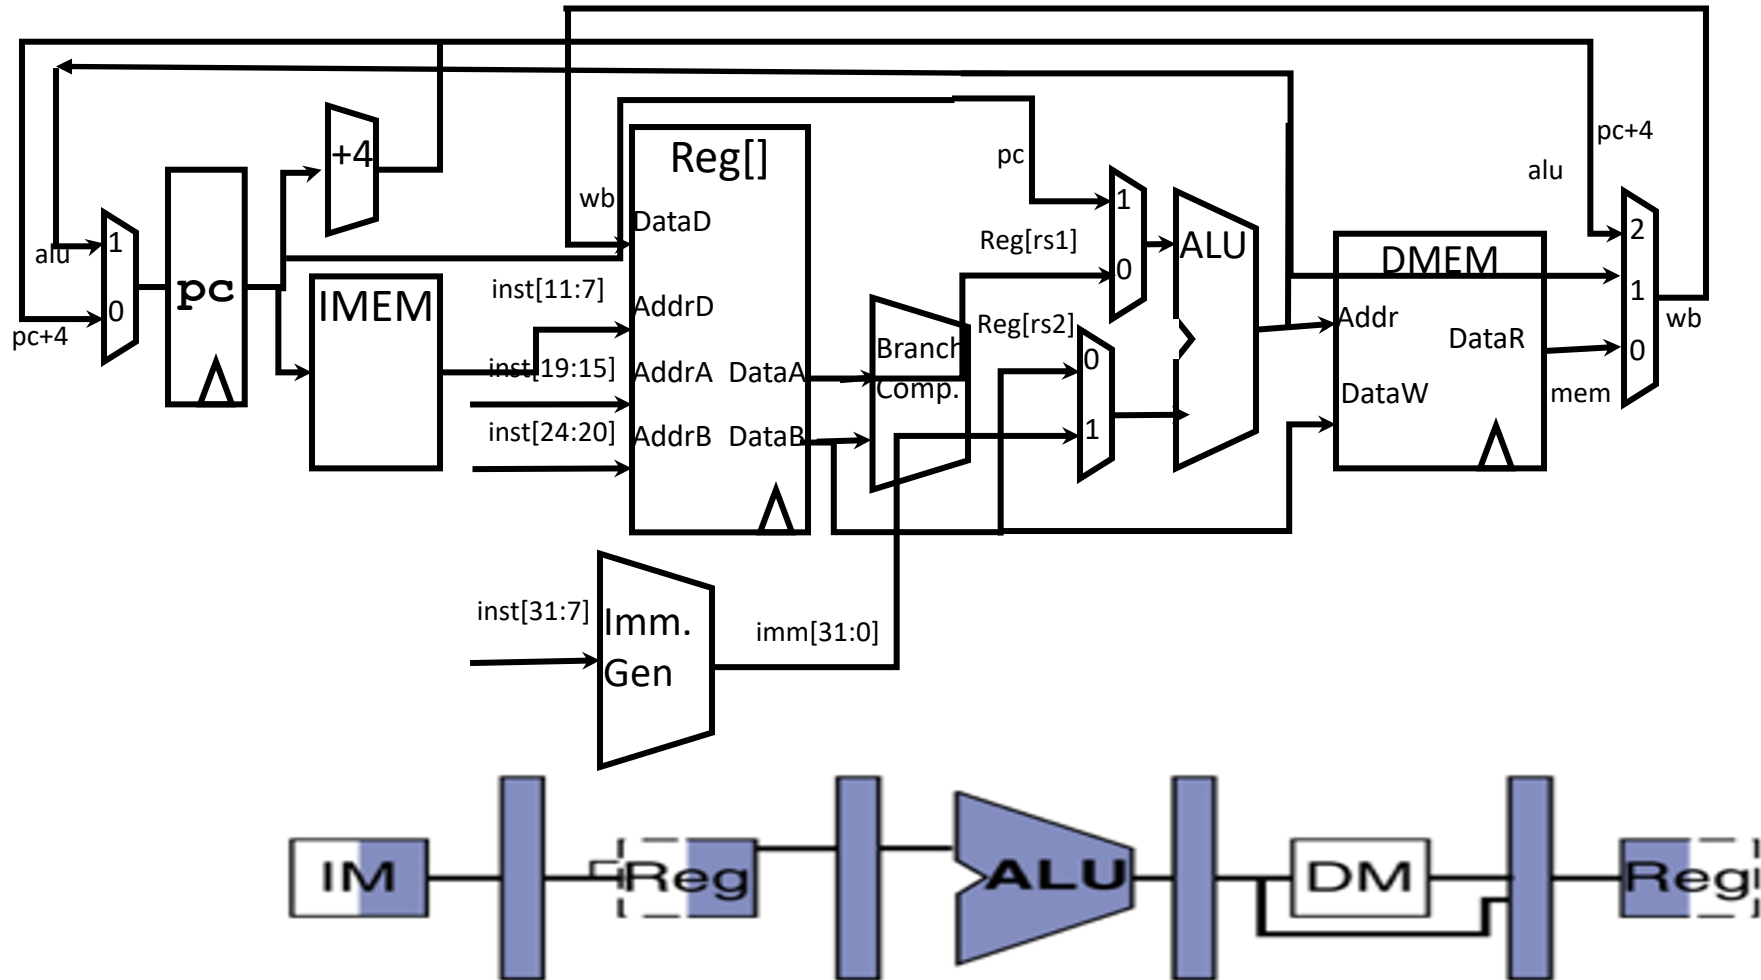 +4
Reg[]
pc+4
pc
alu
wb
DataD
1
2
alu
1
pc
Reg[rs1]
ALU
DMEM
0
IMEM
inst[11:7]
AddrD
0
1
pc+4
Reg[rs2]
Addr
wb
DataR
Branch
0
0
inst[19:15]
AddrA
DataA
Comp.
DataW
mem
inst[24:20]
AddrB
DataB
1
inst[31:7]
Imm.
Gen
imm[31:0]
IM
Reg
ALU
DM
Reg